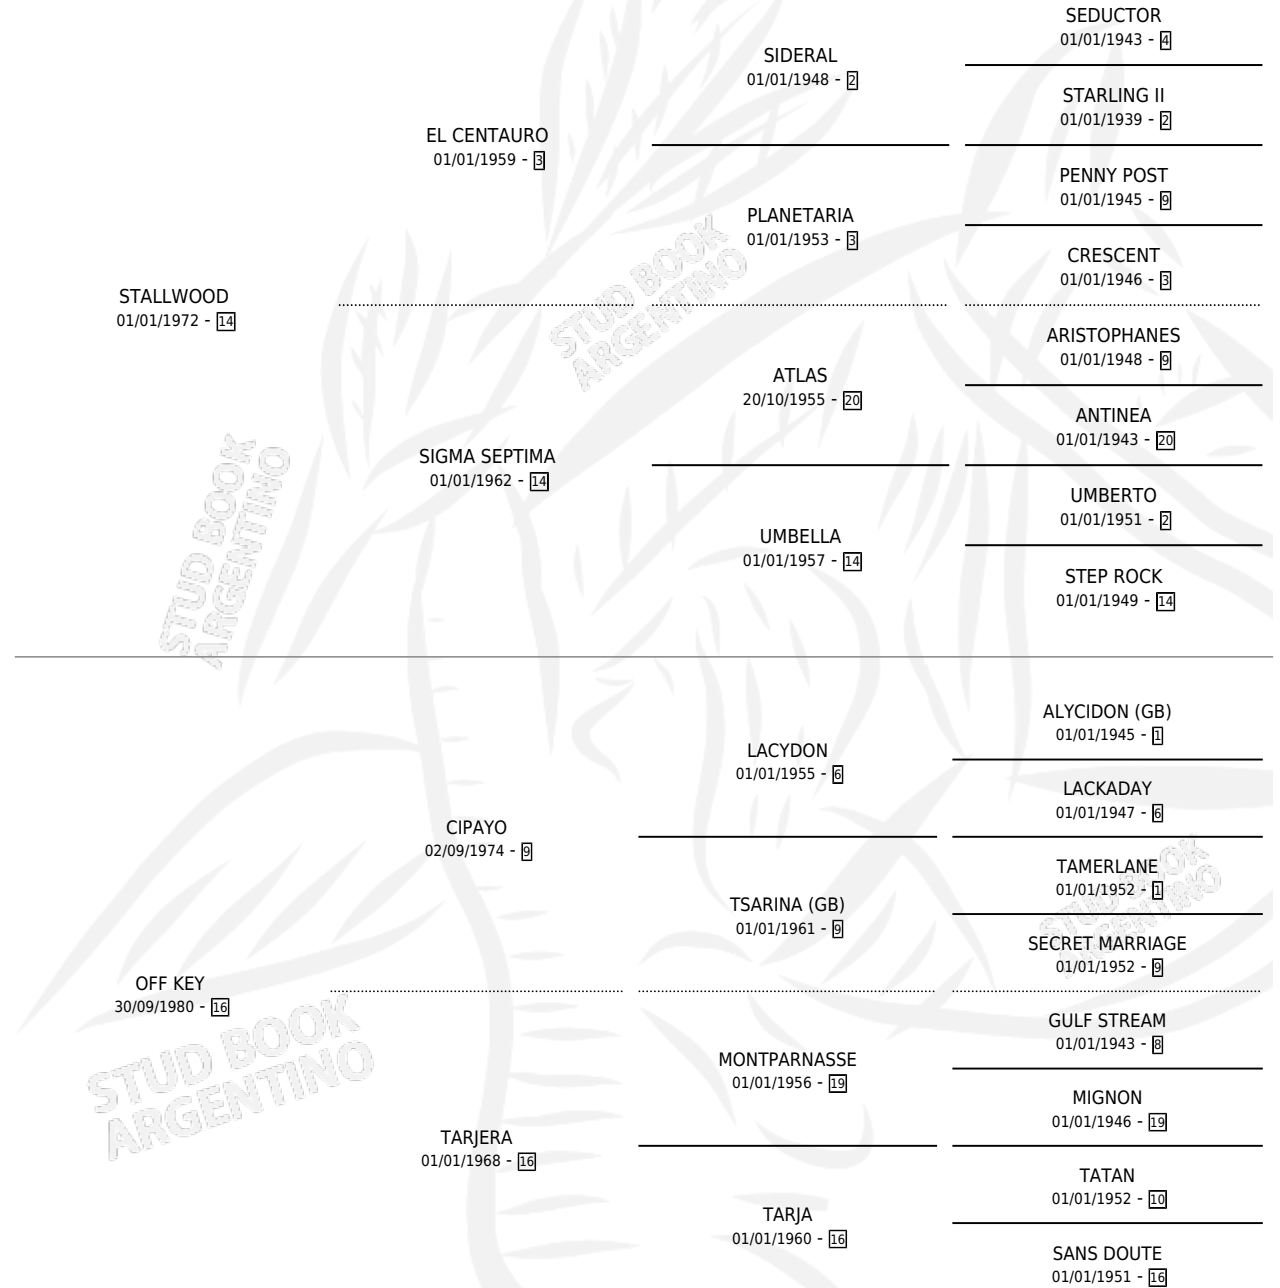 SEDUCTOR
01/01/1943 - 4
SIDERAL
01/01/1948 - 2
STARLING II
01/01/1939 - 2
EL CENTAURO
01/01/1959 - 3
PENNY POST
01/01/1945 - 9
PLANETARIA
01/01/1953 - 3
CRESCENT
01/01/1946 - 3
STALLWOOD
01/01/1972 - 14
STUD BOOK
ARGENTINO
ARISTOPHANES
01/01/1948 - 9
ATLAS
20/10/1955 - 20
ANTINEA
01/01/1943 - 20
SIGMA SEPTIMA
01/01/1962 - 14
UMBERTO
01/01/1951 - 2
UMBELLA
01/01/1957 - 14
STEP ROCK
01/01/1949 - 14
STUD BOOK
ARGENTINO
ALYCIDON (GB)
01/01/1945 - 1
LACYDON
01/01/1955 - 6
LACKADAY
01/01/1947 - 6
CIPAYO
02/09/1974 - 9
TAMERLANE
01/01/1952 - 1
TSARINA (GB)
01/01/1961 - 9
SECRET MARRIAGE
01/01/1952 - 9
STUD BOOK
ARGENTINO
OFF KEY
30/09/1980 - 16
GULF STREAM
01/01/1943 - 8
MONTPARNASSE
01/01/1956 - 19
MIGNON
01/01/1946 - 19
STUD BOOK
ARGENTINO
TARJERA
01/01/1968 - 16
TATAN
01/01/1952 - 10
TARJA
01/01/1960 - 16
SANS DOUTE
01/01/1951 - 16